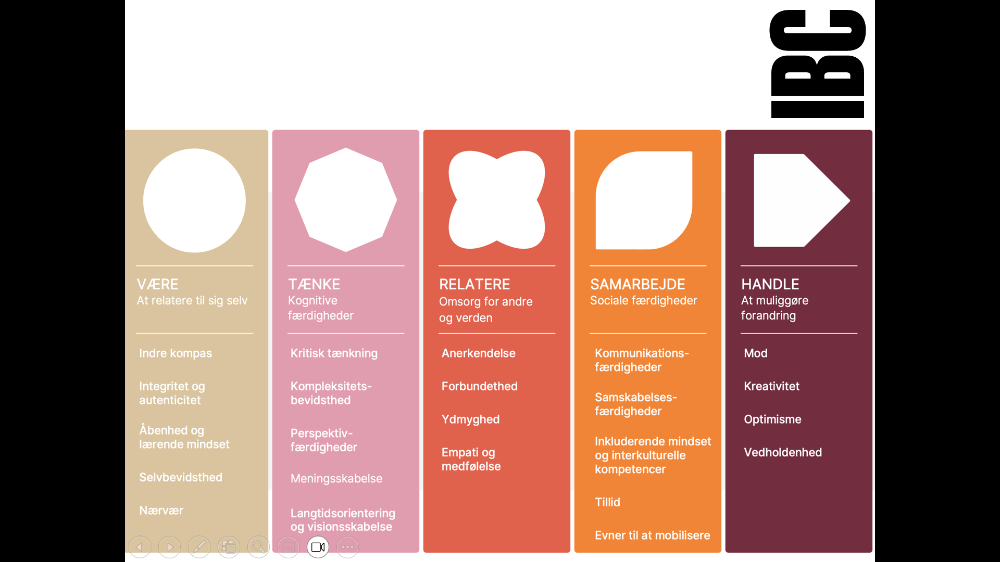 IBC
VÆRE
At relatere til sig selv
Indre kompas
Integritet og
autenticitet
Åbenhed og
lærende mindset
Selvbevidsthed
Nærvær
TÆNKE
Kognitive
færdigheder
Kritisk tænkning
Kompleksitets-
bevidsthed
Perspektiv-
færdigheder
Meningsskabelse
Langtidsorientering
og visionsskabelse
RELATERE
Omsorg for andre
og verden
Anerkendelse
Forbundethed
Ydmyghed
Empati og
medfølelse
SAMARBEJDE
Sociale færdigheder
Kommunikations-
færdigheder
Samskabelses-
færdigheder
Inkluderende mindset
og interkulturelle
kompetencer
Tillid
Evner til at mobilisere
HANDLE
At muliggøre
forandring
Mod
Kreativitet
Optimisme
Vedholdenhed